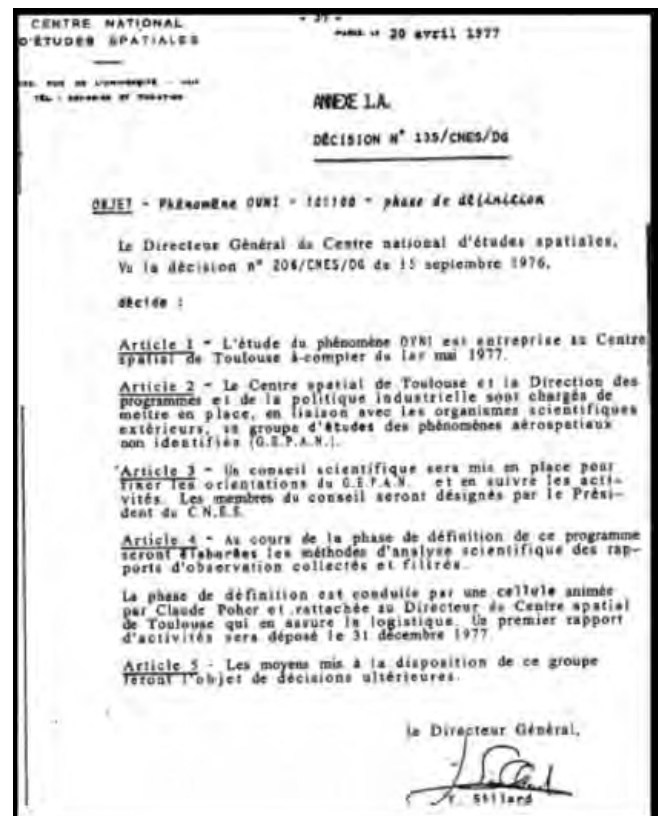 CENTRE NATIONAL
D'ÉTUDES SPATIALES
- 37 -
PARIS, LE 20 avril 1977
RUE DE L'UNIVERSITÉ
ANNEXE 1.A.
DÉCISION N° 135/CNES/DG
OBJET - Phénomène OVNI - - phase de définition
Le Directeur Général du Centre national d'études spatiales,
Vu la décision n° 206/CNES/DG du 15 septembre 1976,
décide :
Article 1 - L'étude du phénomène OVNI est entreprise au Centre
spatial de Toulouse à compter du 1er mai 1977.
Article 2 - Le Centre spatial de Toulouse et la Direction des
programmes et de la politique industrielle sont chargés de
mettre en place, en liaison avec les organismes scientifiques
extérieurs, un groupe d'études des phénomènes aérospatiaux
non identifiés (G.E.P.A.N.).
Article 3 - Un conseil scientifique sera mis en place pour
fixer les orientations du G.E.P.A.N. et en suivre les acti-
vités. Les membres du conseil seront désignés par le Prési-
dent du C.N.E.S.
Article 4 - Au cours de la phase de définition de ce programme
seront élaborées les méthodes d'analyse scientifique des rap-
ports d'observation collectés et filtrés.
La phase de définition est conduite par une cellule animée
par Claude Poher et rattachée au Directeur du Centre spatial
de Toulouse qui en assure la logistique. Un premier rapport
d'activités sera déposé le 31 décembre 1977
Article 5 - Les moyens mis à la disposition de ce groupe
feront l'objet de décisions ultérieures.
le Directeur Général,
Y. Sillard